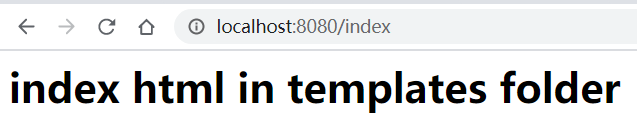 localhost:8080/index
index html in templates folder